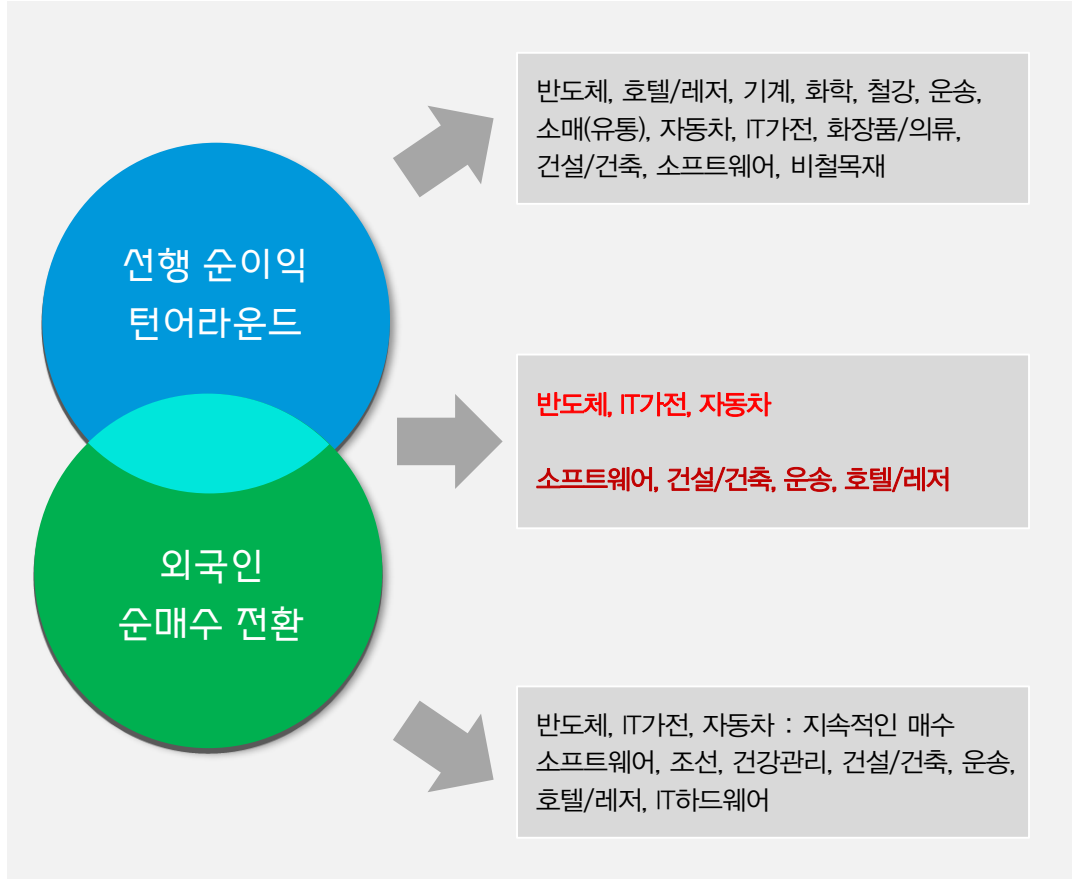 반도체, 호텔/레저, 기계, 화학, 철강, 운송,
소매(유통), 자동차, IT가전, 화장품/의류,
건설/건축, 소프트웨어, 비철목재
선행 순이익
턴어라운드
반도체, IT가전, 자동차
소프트웨어, 건설/건축, 운송, 호텔/레저
외국인
순매수 전환
반도체, IT가전, 자동차 : 지속적인 매수
소프트웨어, 조선, 건강관리, 건설/건축, 운송,
호텔/레저, IT하드웨어